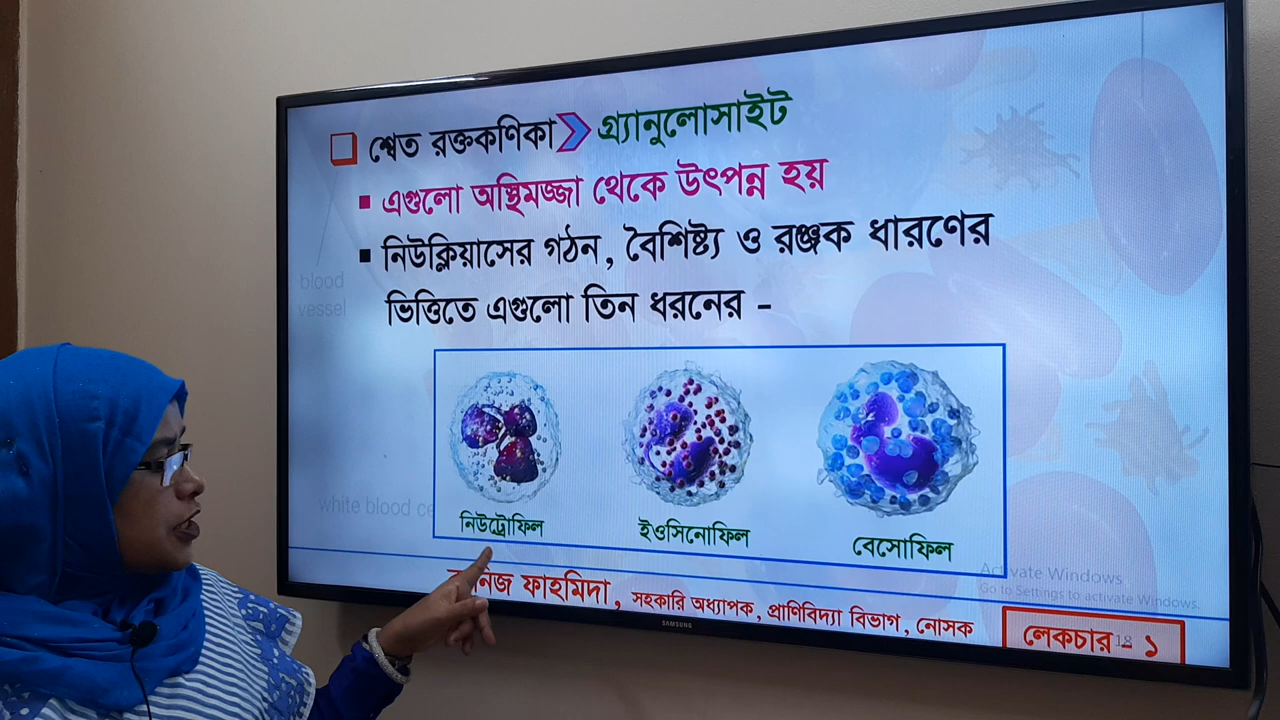 শ্বেত রক্তকণিকা গ্র্যানুলোসাইট
▪ এগুলো অস্থিমজ্জা থেকে উৎপন্ন হয়
▪ নিউক্লিয়াসের গঠন, বৈশিষ্ট্য ও রঞ্জক ধারণের
ভিত্তিতে এগুলো তিন ধরনের -
blood
vessel
white blood
নিউট্রোফিল ইওসিনোফিল বেসোফিল
Activate Windows
Go to Settings to activate Windows.
ফাহমিদা, সহকারি অধ্যাপক, প্রাণিবিদ্যা বিভাগ, নোসক
SAMSUNG
লেকচার - ১
18